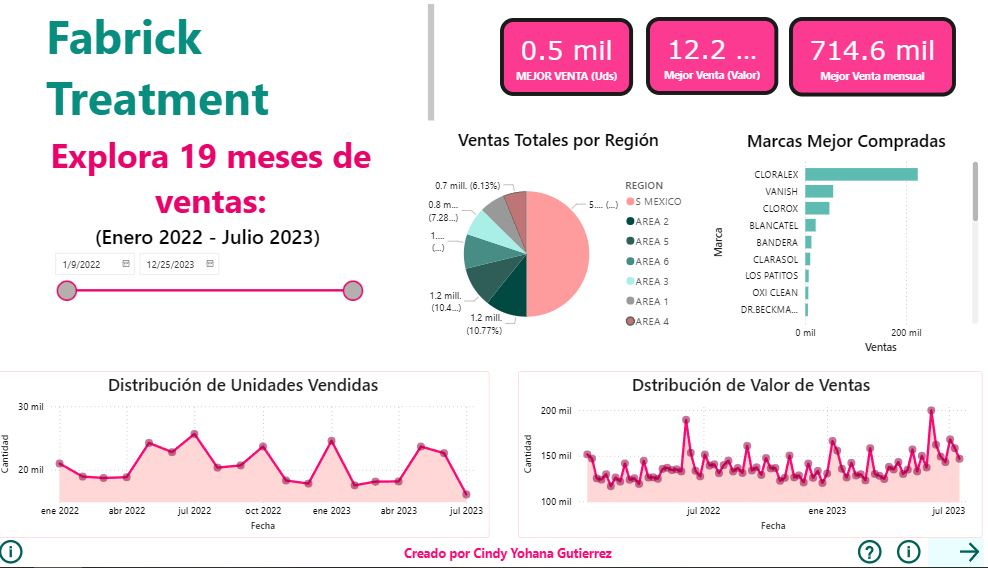 Fabrick
Treatment
Explora 19 meses de
ventas:
(Enero 2022 - Julio 2023)
1/9/2022
12/25/2023
0.5 mil
MEJOR VENTA (Uds)
12.2 ...
Mejor Venta (Valor)
714.6 mil
Mejor Venta mensual
Ventas Totales por Región
0.7 mill. (6.13%)
0.8 m...
(7.28...)
1....
(...)
1.2 mill.
(10.4...)
1.2 mill.
(10.77%)
5.... (...)
REGION
S MEXICO
AREA 2
AREA 5
AREA 6
AREA 3
AREA 1
AREA 4
Marcas Mejor Compradas
Marca
CLORALEX
VANISH
CLOROX
BLANCATEL
BANDERA
CLARASOL
LOS PATITOS
OXI CLEAN
DR.BECKMA...
0 mil
200 mil
Ventas
Distribución de Unidades Vendidas
Cantidad
30 mil
20 mil
ene 2022
abr 2022
jul 2022
oct 2022
ene 2023
abr 2023
jul 2023
Fecha
Dstribución de Valor de Ventas
Cantidad
200 mil
150 mil
100 mil
jul 2022
ene 2023
jul 2023
Fecha
Creado por Cindy Yohana Gutierrez